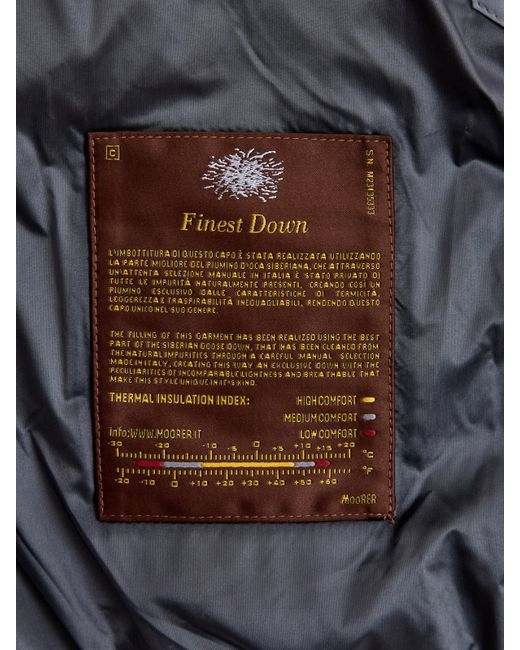 C
S.N. M23135333
Finest Down
L'IMBOTTITURA DI QUESTO CAPO È STATA REALIZZATA UTILIZZANDO
LA PARTE MIGLIORE DEL PIUMINO D'OCA SIBERIANA, CHE ATTRAVERSO
UN'ATTENTA SELEZIONE MANUALE IN ITALIA È STATO PRIVATO DI
TUTTE LE IMPURITÀ NATURALMENTE PRESENTI, CREANDO COSÌ UN
PIUMINO ESCLUSIVO DALLE CARATTERISTICHE DI TERMICITÀ,
LEGGEREZZA E TRASPIRABILITÀ INEGUAGLIABILI, RENDENDO QUESTO
CAPO UNICO NEL SUO GENERE.
THE FILLING OF THIS GARMENT HAS BEEN REALIZED USING THE BEST
PART OF THE SIBERIAN GOOSE DOWN, THAT HAS BEEN CLEANED FROM
THE NATURAL IMPURITIES THROUGH A CAREFUL MANUAL SELECTION
MADE IN ITALY, CREATING THIS WAY AN EXCLUSIVE DOWN WITH THE
PECULIARITIES OF INCOMPARABLE LIGHTNESS AND BREATHABLE THAT
MAKE THIS STYLE UNIQUE IN IT'S KIND.
THERMAL INSULATION INDEX: HIGH COMFORT
MEDIUM COMFORT
info:WWW.MOORER.IT LOW COMFORT
-30 -20 -10 -5 0 +5 +10 +20
°C
°F
-20 -10 0 +10 +20 +30 +40 +50 +60
MOORER